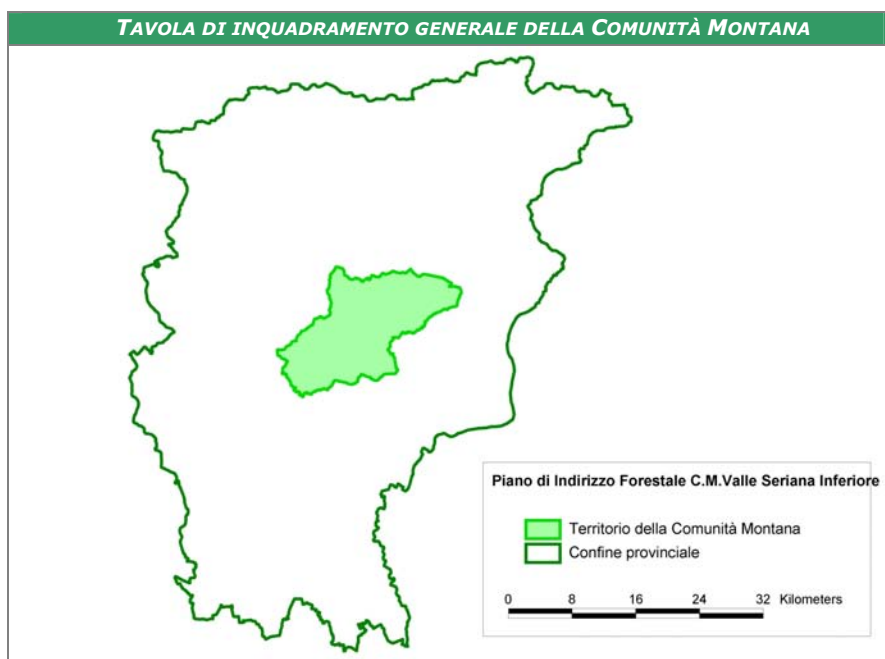 TAVOLA DI INQUADRAMENTO GENERALE DELLA COMUNITÀ MONTANA
Piano di Indirizzo Forestale C.M.Valle Seriana Inferiore
Territorio della Comunità Montana
Confine provinciale
0 8 16 24 32 Kilometers